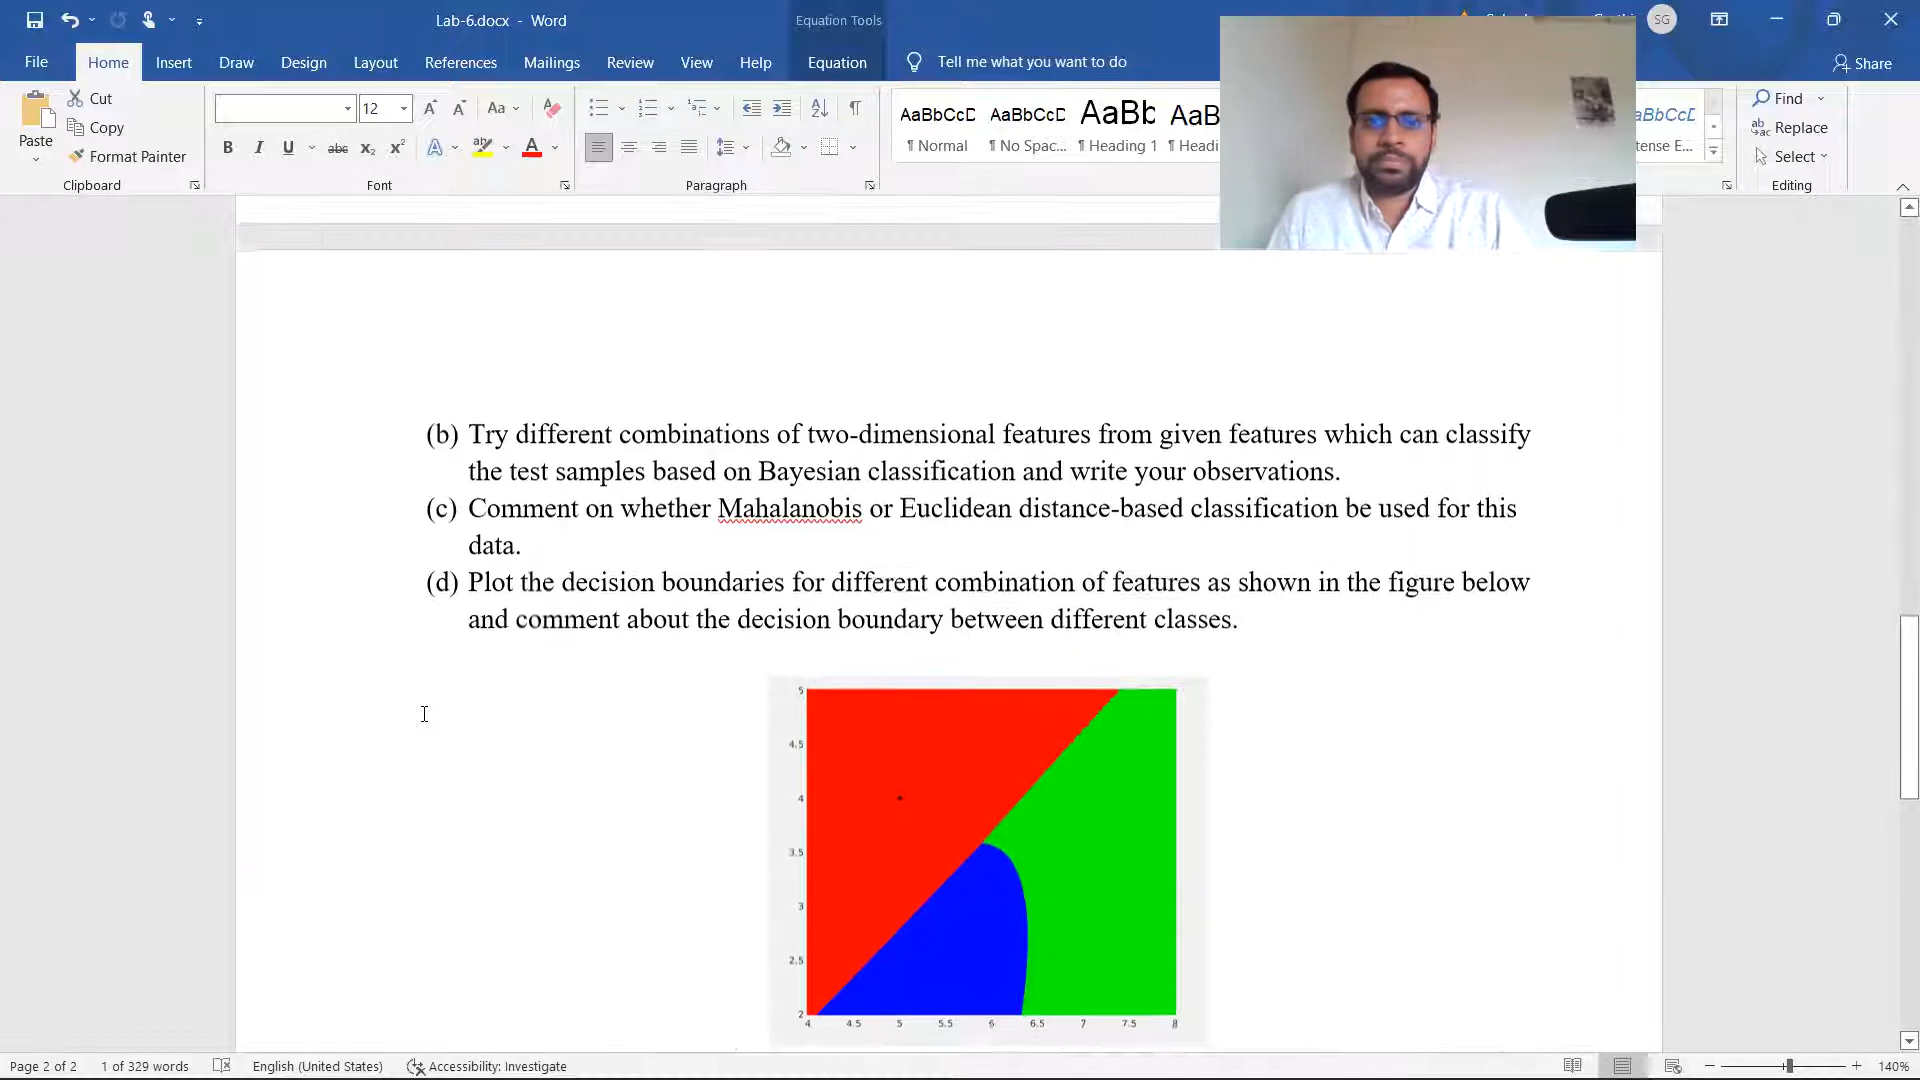 Lab-6.docx - Word
Equation Tools
SG
File
Home
Insert
Draw
Design
Layout
References
Mailings
Review
View
Help
Equation
Tell me what you want to do
Share
Paste
Cut
Copy
Format Painter
Clipboard
12
Font
Paragraph
AaBbCcD
¶ Normal
AaBbCcD
¶ No Spac...
AaBb
¶ Heading 1
AaB
¶ Headi
aBbCcD
tense E...
Find
Replace
Select
Editing
(b) Try different combinations of two-dimensional features from given features which can classify
the test samples based on Bayesian classification and write your observations.
(c) Comment on whether Mahalanobis or Euclidean distance-based classification be used for this
data.
(d) Plot the decision boundaries for different combination of features as shown in the figure below
and comment about the decision boundary between different classes.
5
4.5
4
3.5
3
2.5
2
4 4.5 5 5.5 6 6.5 7 7.5 8
Page 2 of 2
1 of 329 words
English (United States)
Accessibility: Investigate
140%